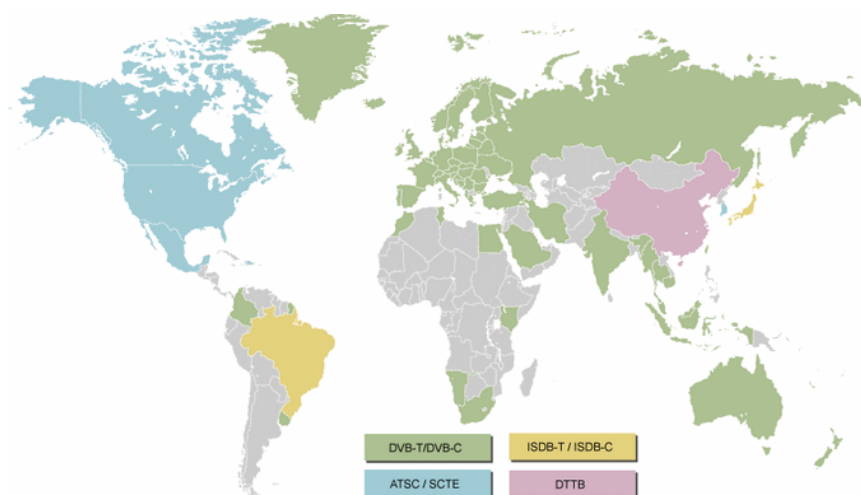 DVB-T/DVB-C
ISDB-T / ISDB-C
ATSC / SCTE
DTTB